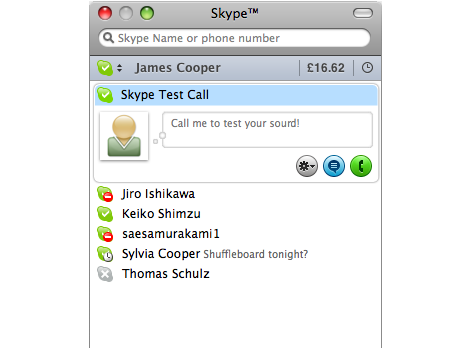 Skype™
Skype Name or phone number
James Cooper £16.62
Skype Test Call
Call me to test your sourd!
Jiro Ishikawa
Keiko Shimzu
saesamurakami1
Sylvia Cooper Shuffleboard tonight?
Thomas Schulz